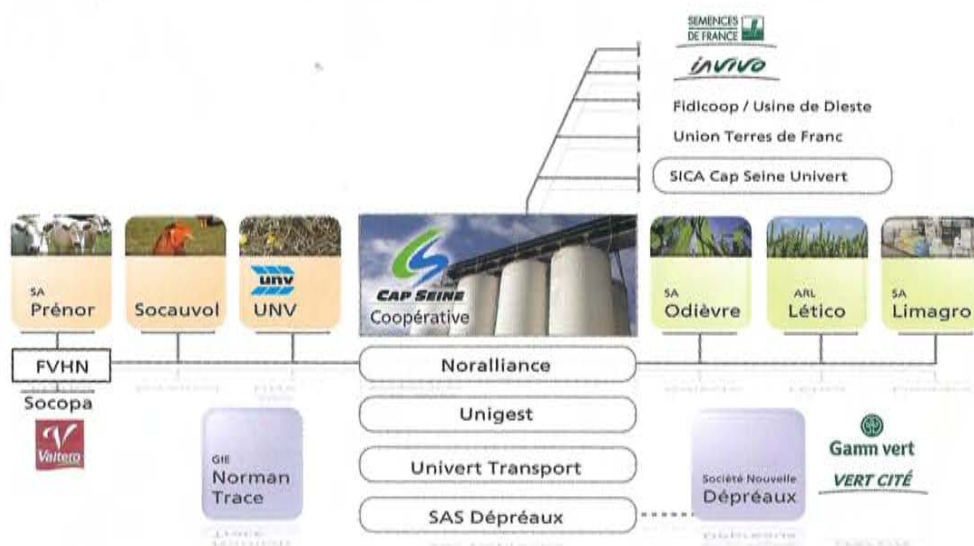 SEMENCES
DE FRANCE
inVIVO
Fidicoop / Usine de Dieste
Union Terres de Franc
SICA Cap Seine Univert
SA
Prénor
Socauvol
unv
UNV
CAP SEINE
Coopérative
SA
Odièvre
ARL
Lético
SA
Limagro
FVHN
Noralliance
Socopa
Valtero
Unigest
GIE
Norman
Trace
Univert Transport
Société Nouvelle
Dépréaux
Gamm vert
VERT CITÉ
SAS Dépréaux